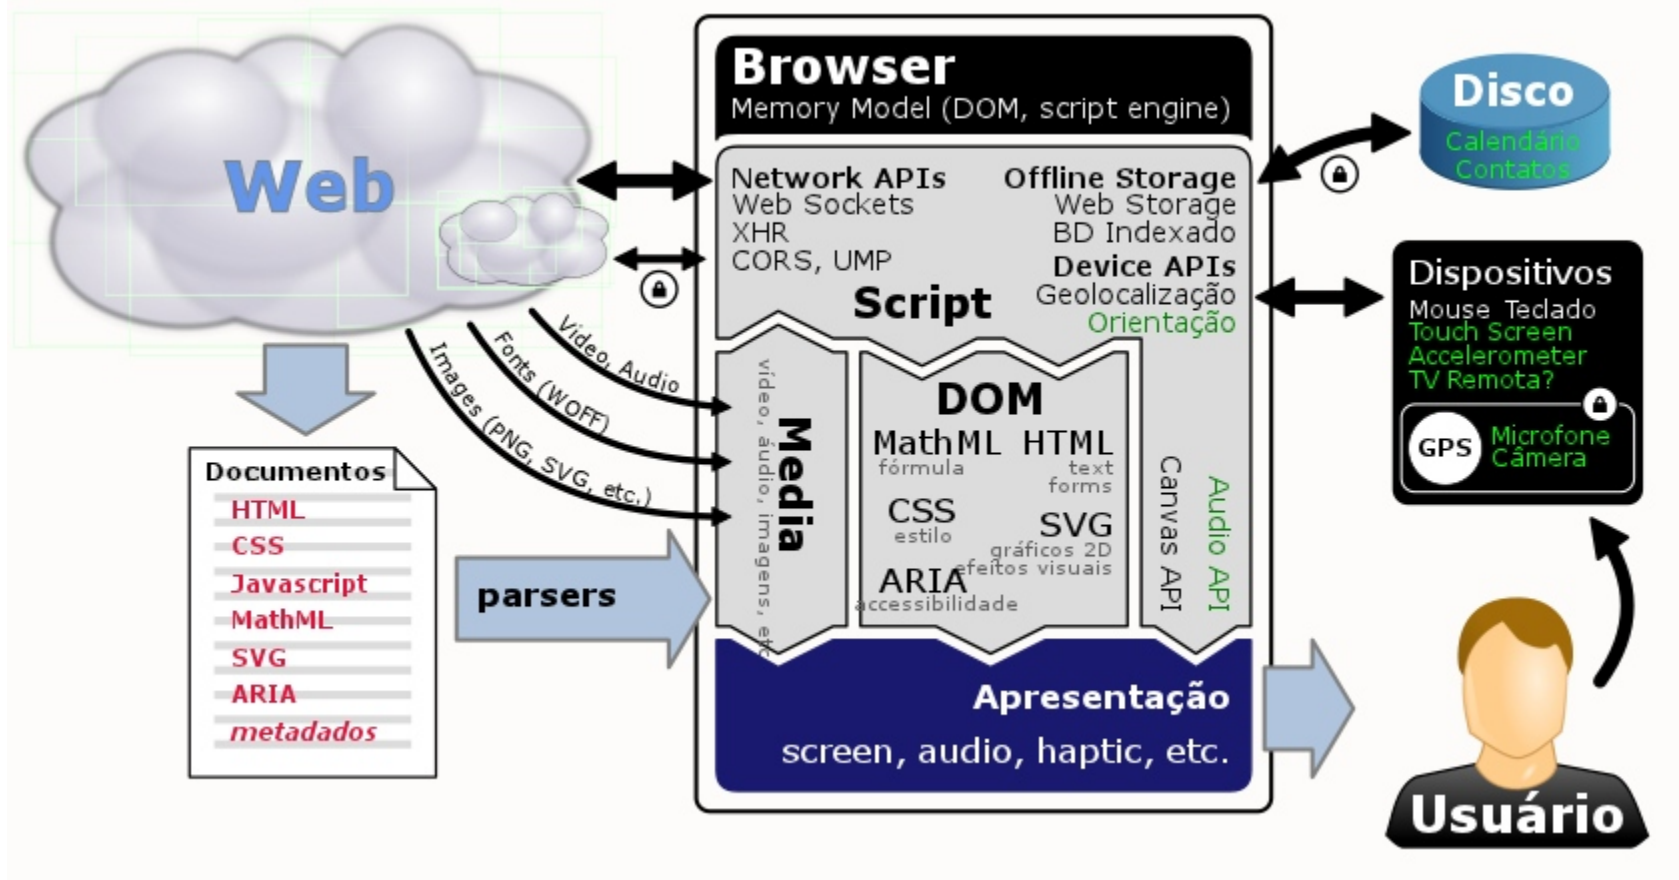 Web
Documentos
HTML
CSS
Javascript
MathML
SVG
ARIA
metadados
parsers
Video, Audio
Fonts (WOFF)
Images (PNG, SVG, etc.)
Browser
Memory Model (DOM, script engine)
Network APIs
Web Sockets
XHR
CORS, UMP
Offline Storage
Web Storage
BD Indexado
Device APIs
Geolocalização
Orientação
Script
Media
vídeo, áudio, imagens, etc
DOM
MathML
fórmula
HTML
text
forms
CSS
estilo
SVG
gráficos 2D
efeitos visuais
ARIA
accessibilidade
Canvas API
Audio API
Apresentação
screen, audio, haptic, etc.
Disco
Calendário
Contatos
Dispositivos
Mouse Teclado
Touch Screen
Accelerometer
TV Remota?
GPS
Microfone
Câmera
Usuário